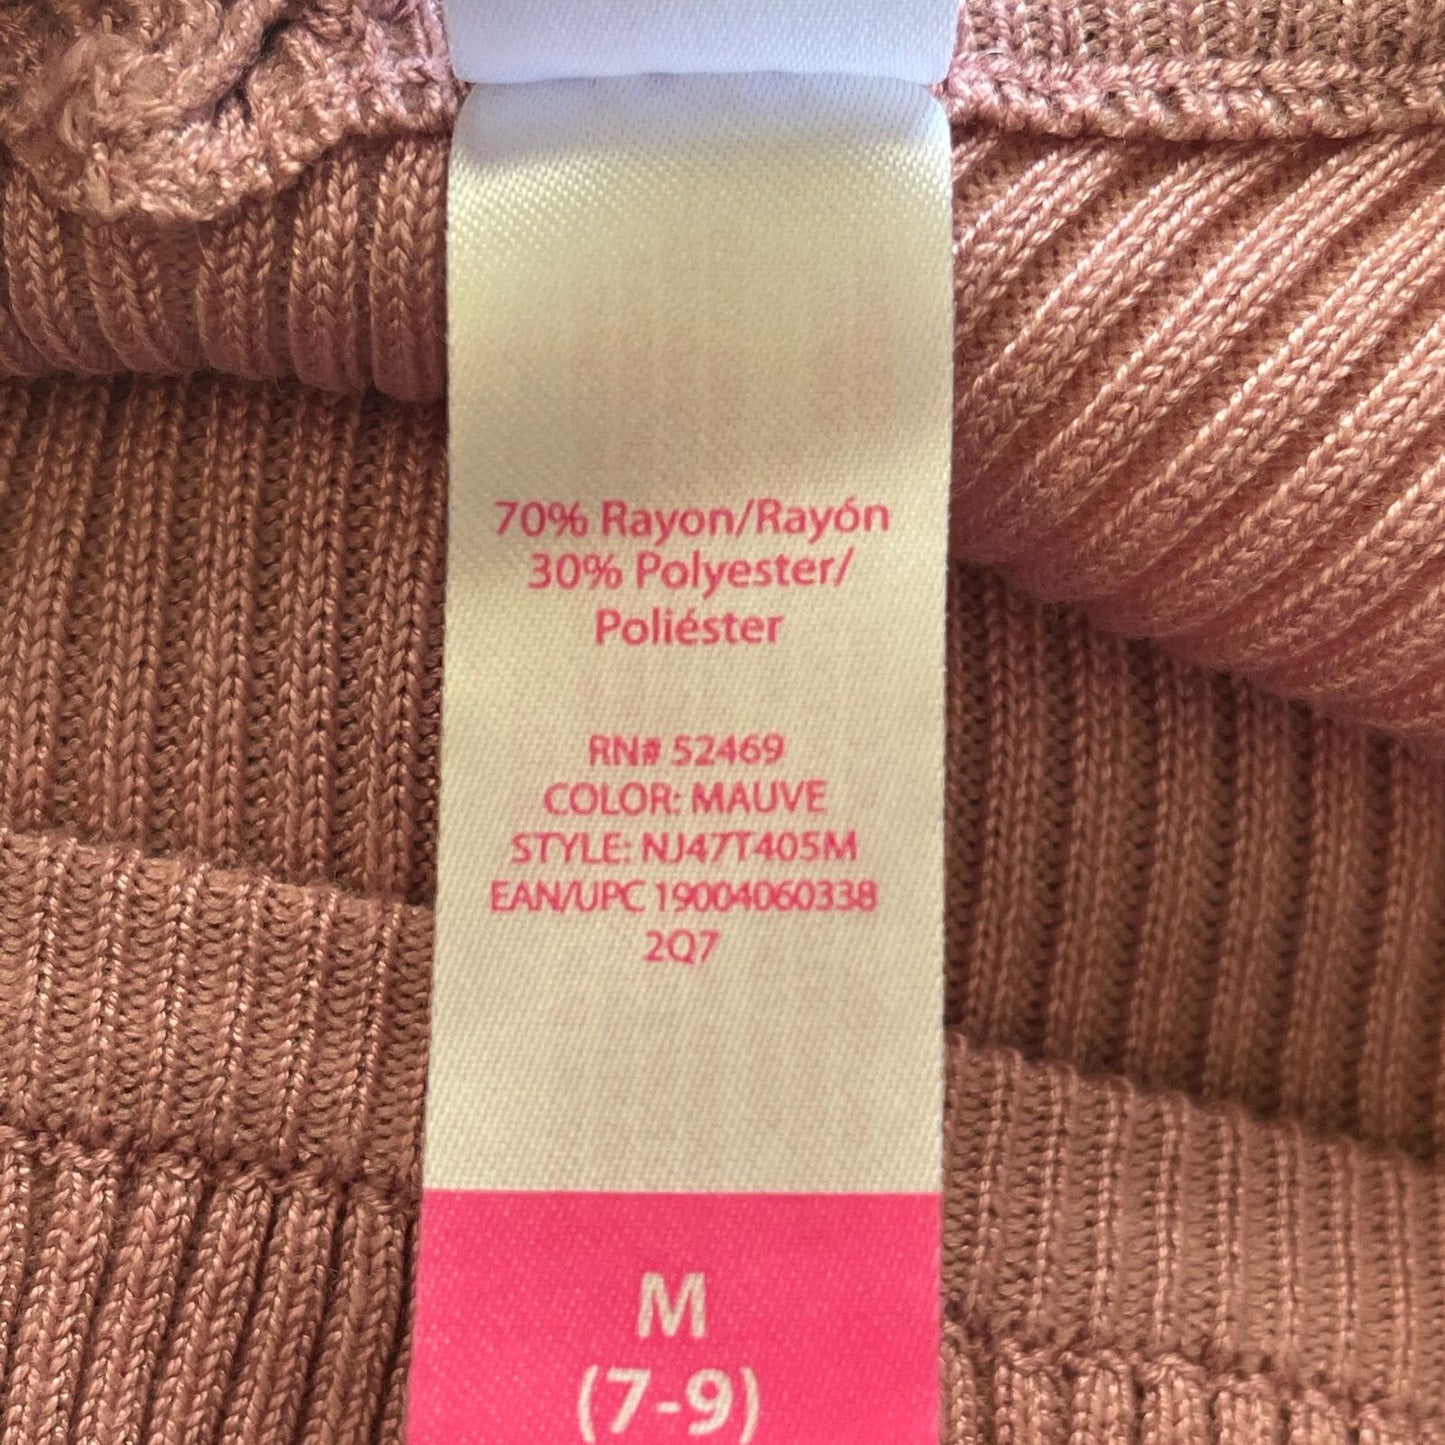 70% Rayon/Rayón
30% Polyester/
Poliéster
RN# 52469
COLOR: MAUVE
STYLE: NJ47T405M
EAN/UPC 19004060338
2Q7
M
(7-9)